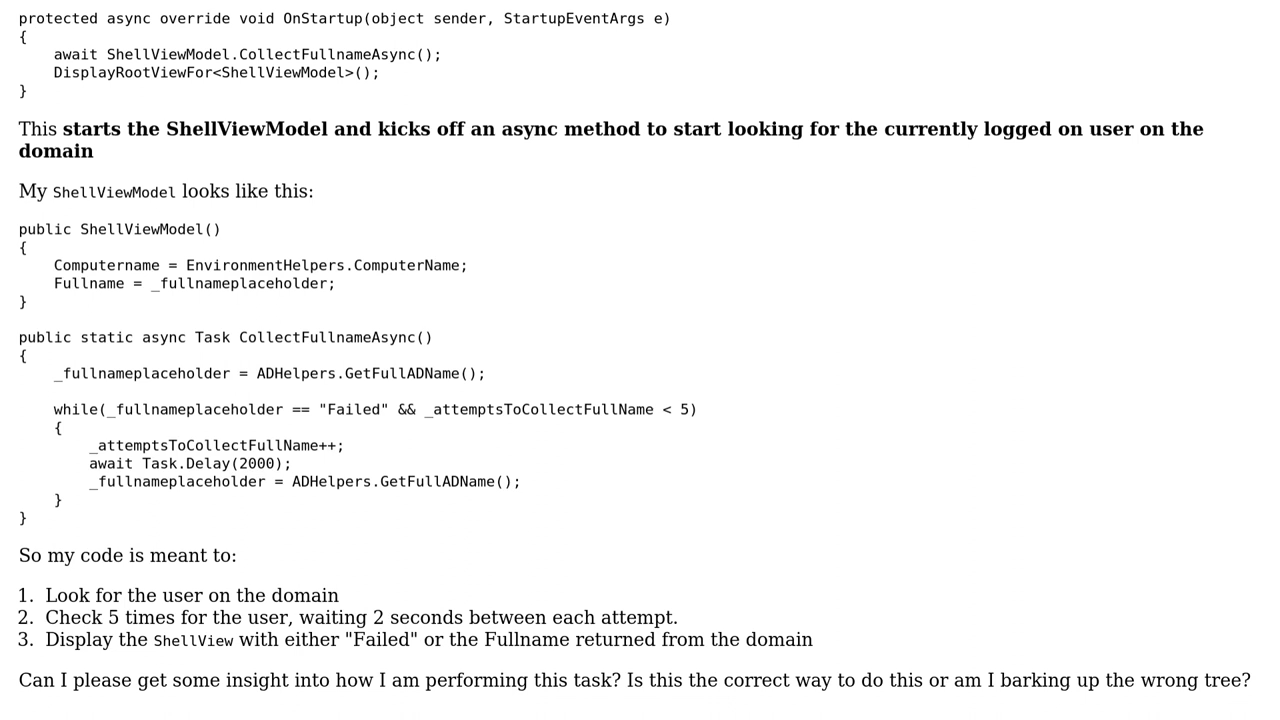 protected async override void OnStartup(object sender, StartupEventArgs e)
{
    await ShellViewModel.CollectFullnameAsync();
    DisplayRootViewFor<ShellViewModel>();
}
This starts the ShellViewModel and kicks off an async method to start looking for the currently logged on user on the
domain
My ShellViewModel looks like this:
public ShellViewModel()
{
    Computername = EnvironmentHelpers.ComputerName;
    Fullname = _fullnameplaceholder;
}
public static async Task CollectFullnameAsync()
{
    _fullnameplaceholder = ADHelpers.GetFullADName();
    while(_fullnameplaceholder == "Failed" && _attemptsToCollectFullName < 5)
    {
        _attemptsToCollectFullName++;
        await Task.Delay(2000);
        _fullnameplaceholder = ADHelpers.GetFullADName();
    }
}
So my code is meant to:
1. Look for the user on the domain
2. Check 5 times for the user, waiting 2 seconds between each attempt.
3. Display the ShellView with either "Failed" or the Fullname returned from the domain
Can I please get some insight into how I am performing this task? Is this the correct way to do this or am I barking up the wrong tree?